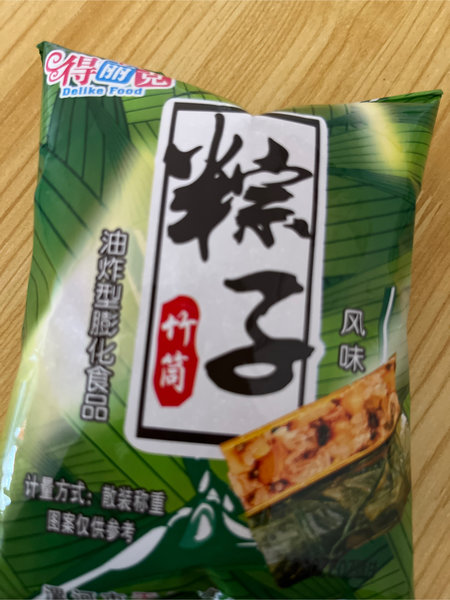 得丽克
Delike Food
粽子
竹筒
风味
油炸型膨化食品
计量方式：散装称重
图案仅供参考